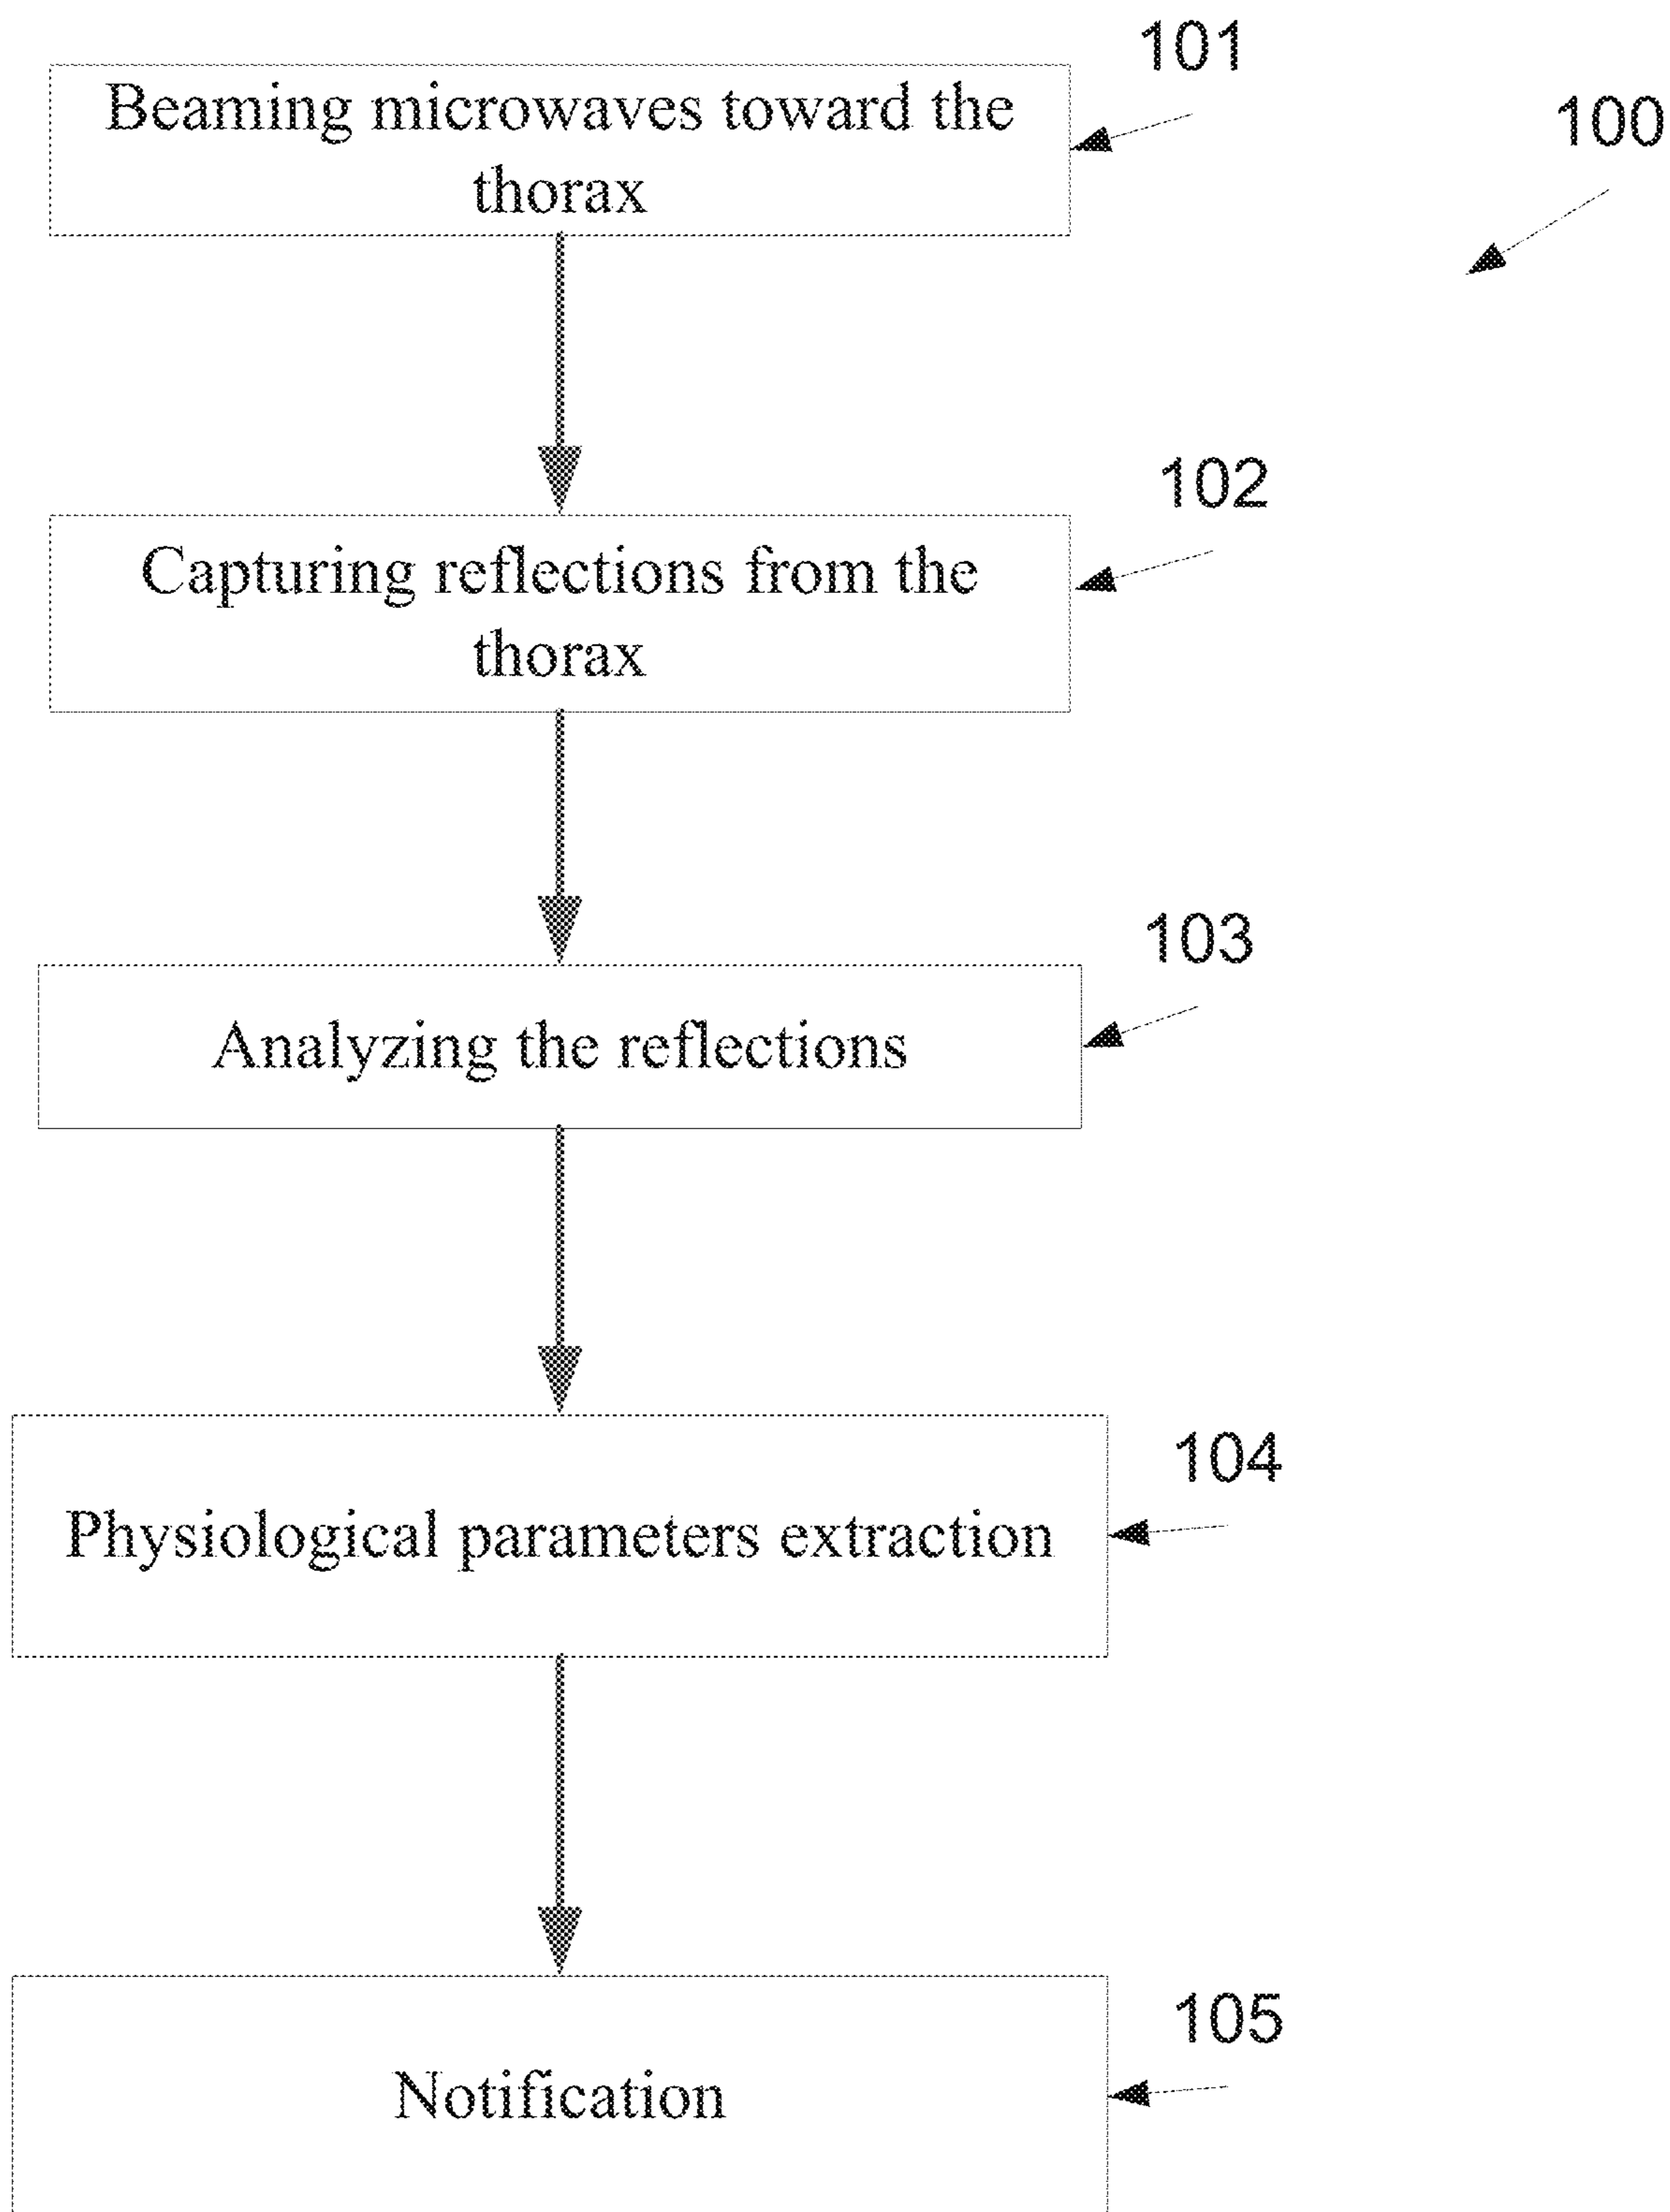 101
Beaming microwaves toward the
thorax
100
102
Capturing reflections from the
thorax
103
Analyzing the reflections
104
Physiological parameters extraction
105
Notification